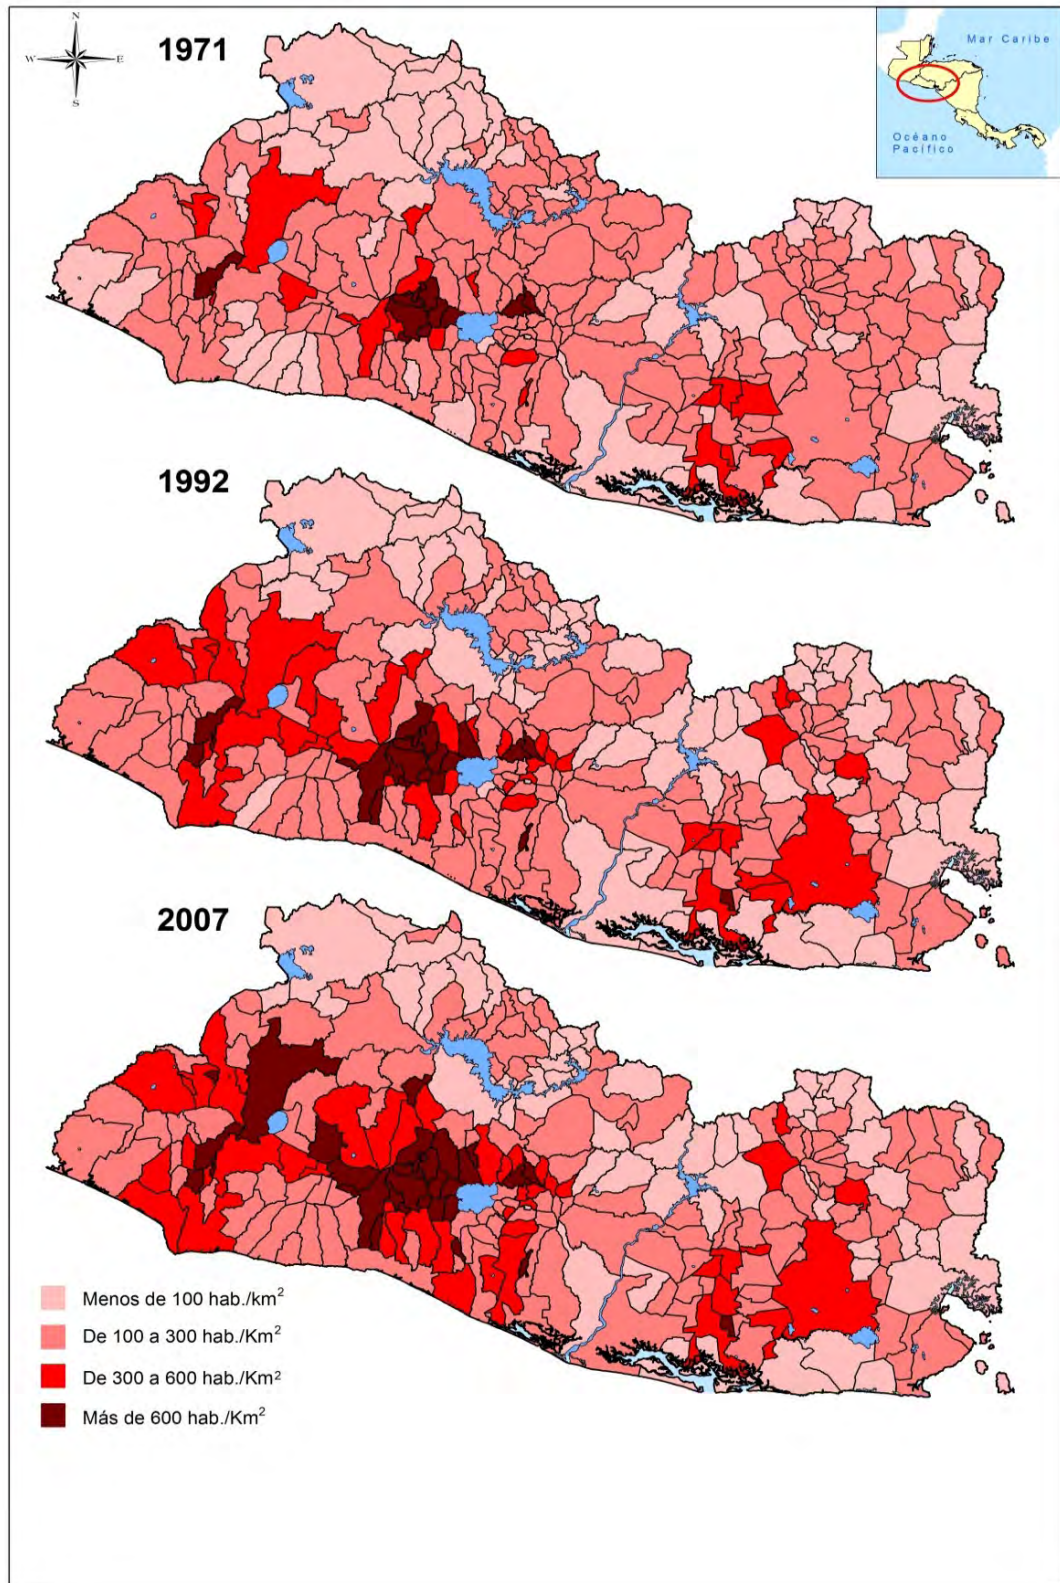 N
W
E
S
1971
Mar Caribe
Océano
Pacífico
1992
2007
Menos de 100 hab./km²
De 100 a 300 hab./Km²
De 300 a 600 hab./Km²
Más de 600 hab./Km²